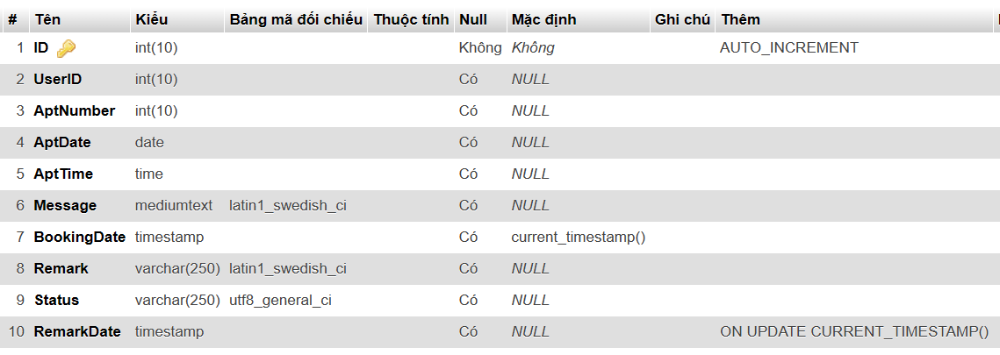 # Tên Kiểu Bảng mã đối chiếu Thuộc tính Null Mặc định Ghi chú Thêm
1 ID int(10) Không Không AUTO_INCREMENT
2 UserID int(10) Có NULL
3 AptNumber int(10) Có NULL
4 AptDate date Có NULL
5 AptTime time Có NULL
6 Message mediumtext latin1_swedish_ci Có NULL
7 BookingDate timestamp Có current_timestamp()
8 Remark varchar(250) latin1_swedish_ci Có NULL
9 Status varchar(250) utf8_general_ci Có NULL
10 RemarkDate timestamp Có NULL ON UPDATE CURRENT_TIMESTAMP()